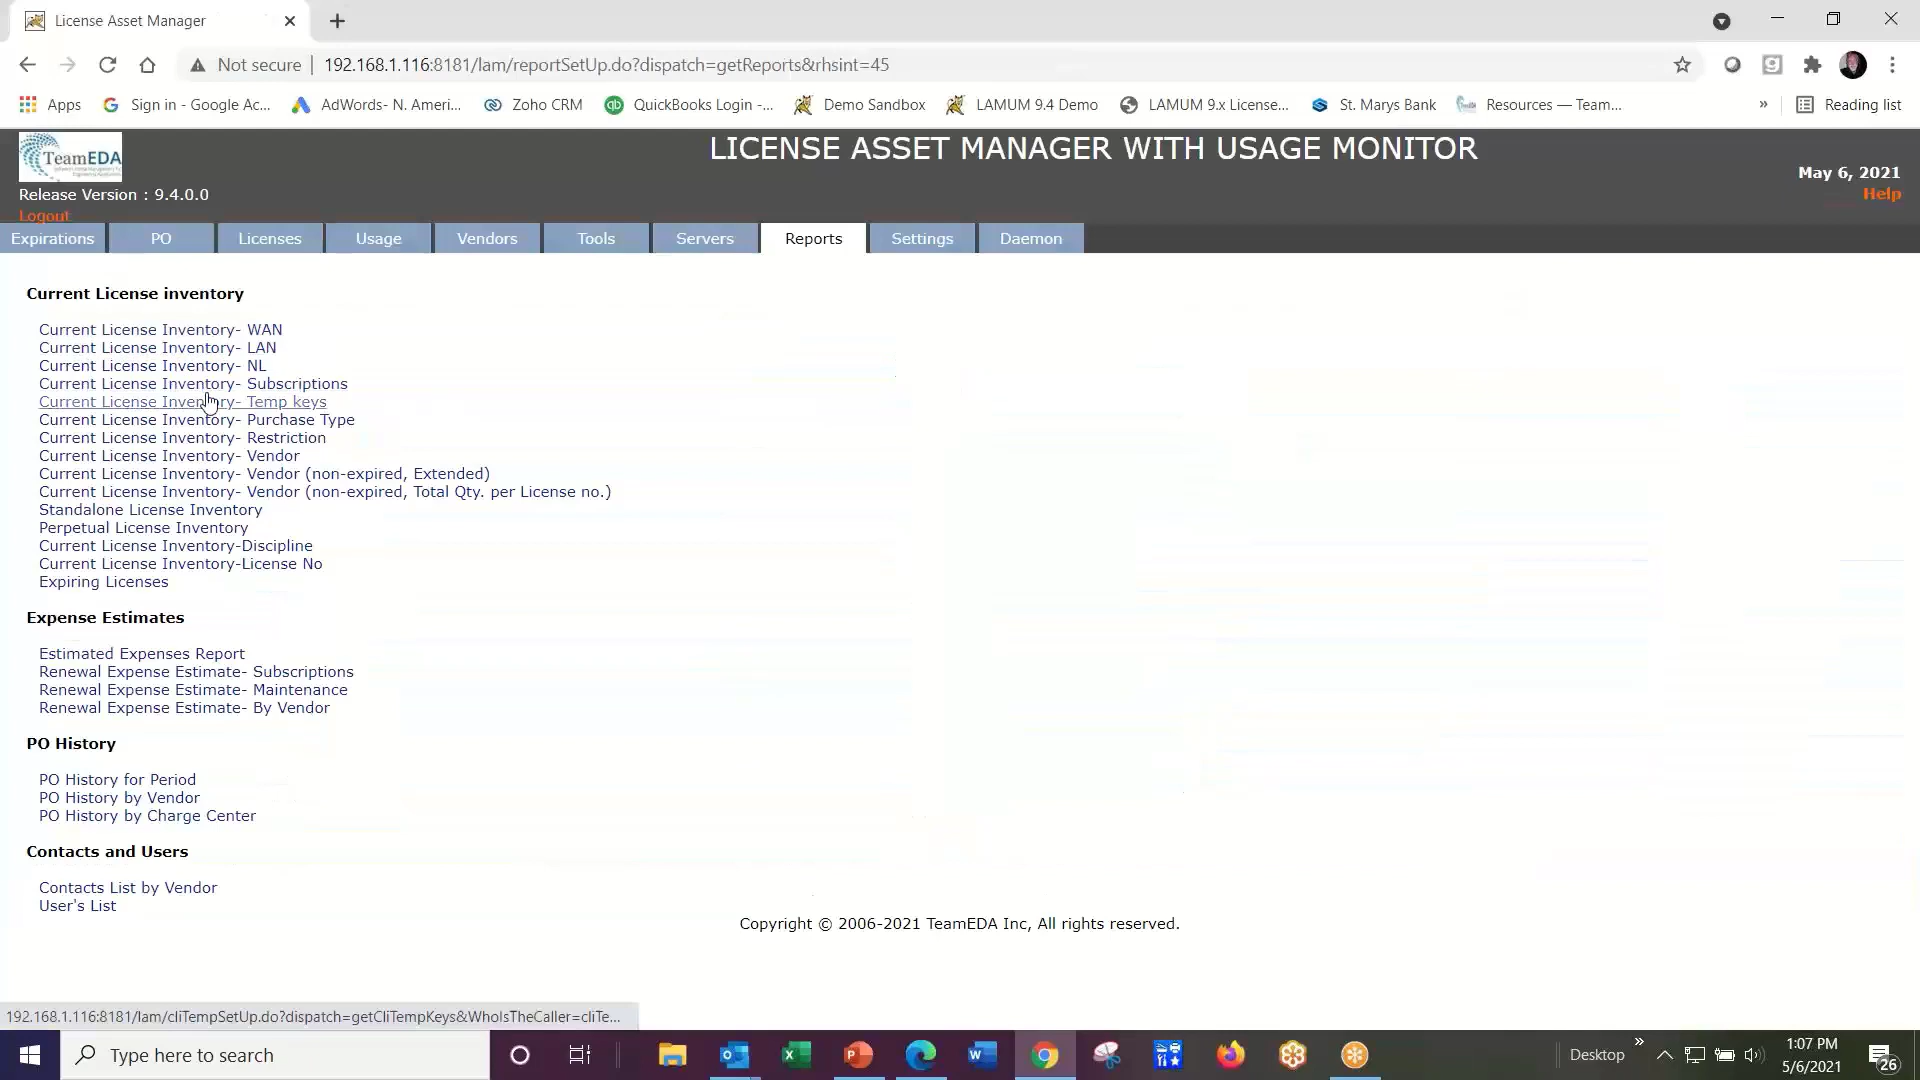 License Asset Manager
Not secure | 192.168.1.116:8181/lam/reportSetUp.do?dispatch=getReports&rhsint=45
Apps Sign in - Google Ac... AdWords- N. Ameri... Zoho CRM QuickBooks Login -... Demo Sandbox LAMUM 9.4 Demo LAMUM 9.x License... St. Marys Bank Resources — Team... » Reading list
TeamEDA
LICENSE ASSET MANAGER WITH USAGE MONITOR
May 6, 2021
Release Version : 9.4.0.0
Help
Logout
Expirations PO Licenses Usage Vendors Tools Servers Reports Settings Daemon
Current License inventory
Current License Inventory- WAN
Current License Inventory- LAN
Current License Inventory- NL
Current License Inventory- Subscriptions
Current License Inventory- Temp keys
Current License Inventory- Purchase Type
Current License Inventory- Restriction
Current License Inventory- Vendor
Current License Inventory- Vendor (non-expired, Extended)
Current License Inventory- Vendor (non-expired, Total Qty. per License no.)
Standalone License Inventory
Perpetual License Inventory
Current License Inventory-Discipline
Current License Inventory-License No
Expiring Licenses
Expense Estimates
Estimated Expenses Report
Renewal Expense Estimate- Subscriptions
Renewal Expense Estimate- Maintenance
Renewal Expense Estimate- By Vendor
PO History
PO History for Period
PO History by Vendor
PO History by Charge Center
Contacts and Users
Contacts List by Vendor
User's List
Copyright © 2006-2021 TeamEDA Inc, All rights reserved.
192.168.1.116:8181/lam/cliTempSetUp.do?dispatch=getCliTempKeys&WhoIsTheCaller=cliTe...
Type here to search
Desktop »
1:07 PM
5/6/2021
26